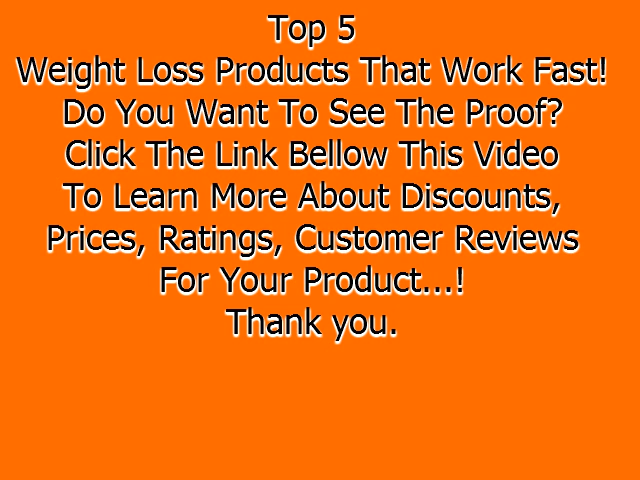 Top 5
Weight Loss Products That Work Fast!
Do You Want To See The Proof?
Click The Link Bellow This Video
To Learn More About Discounts,
Prices, Ratings, Customer Reviews
For Your Product...!
Thank you.